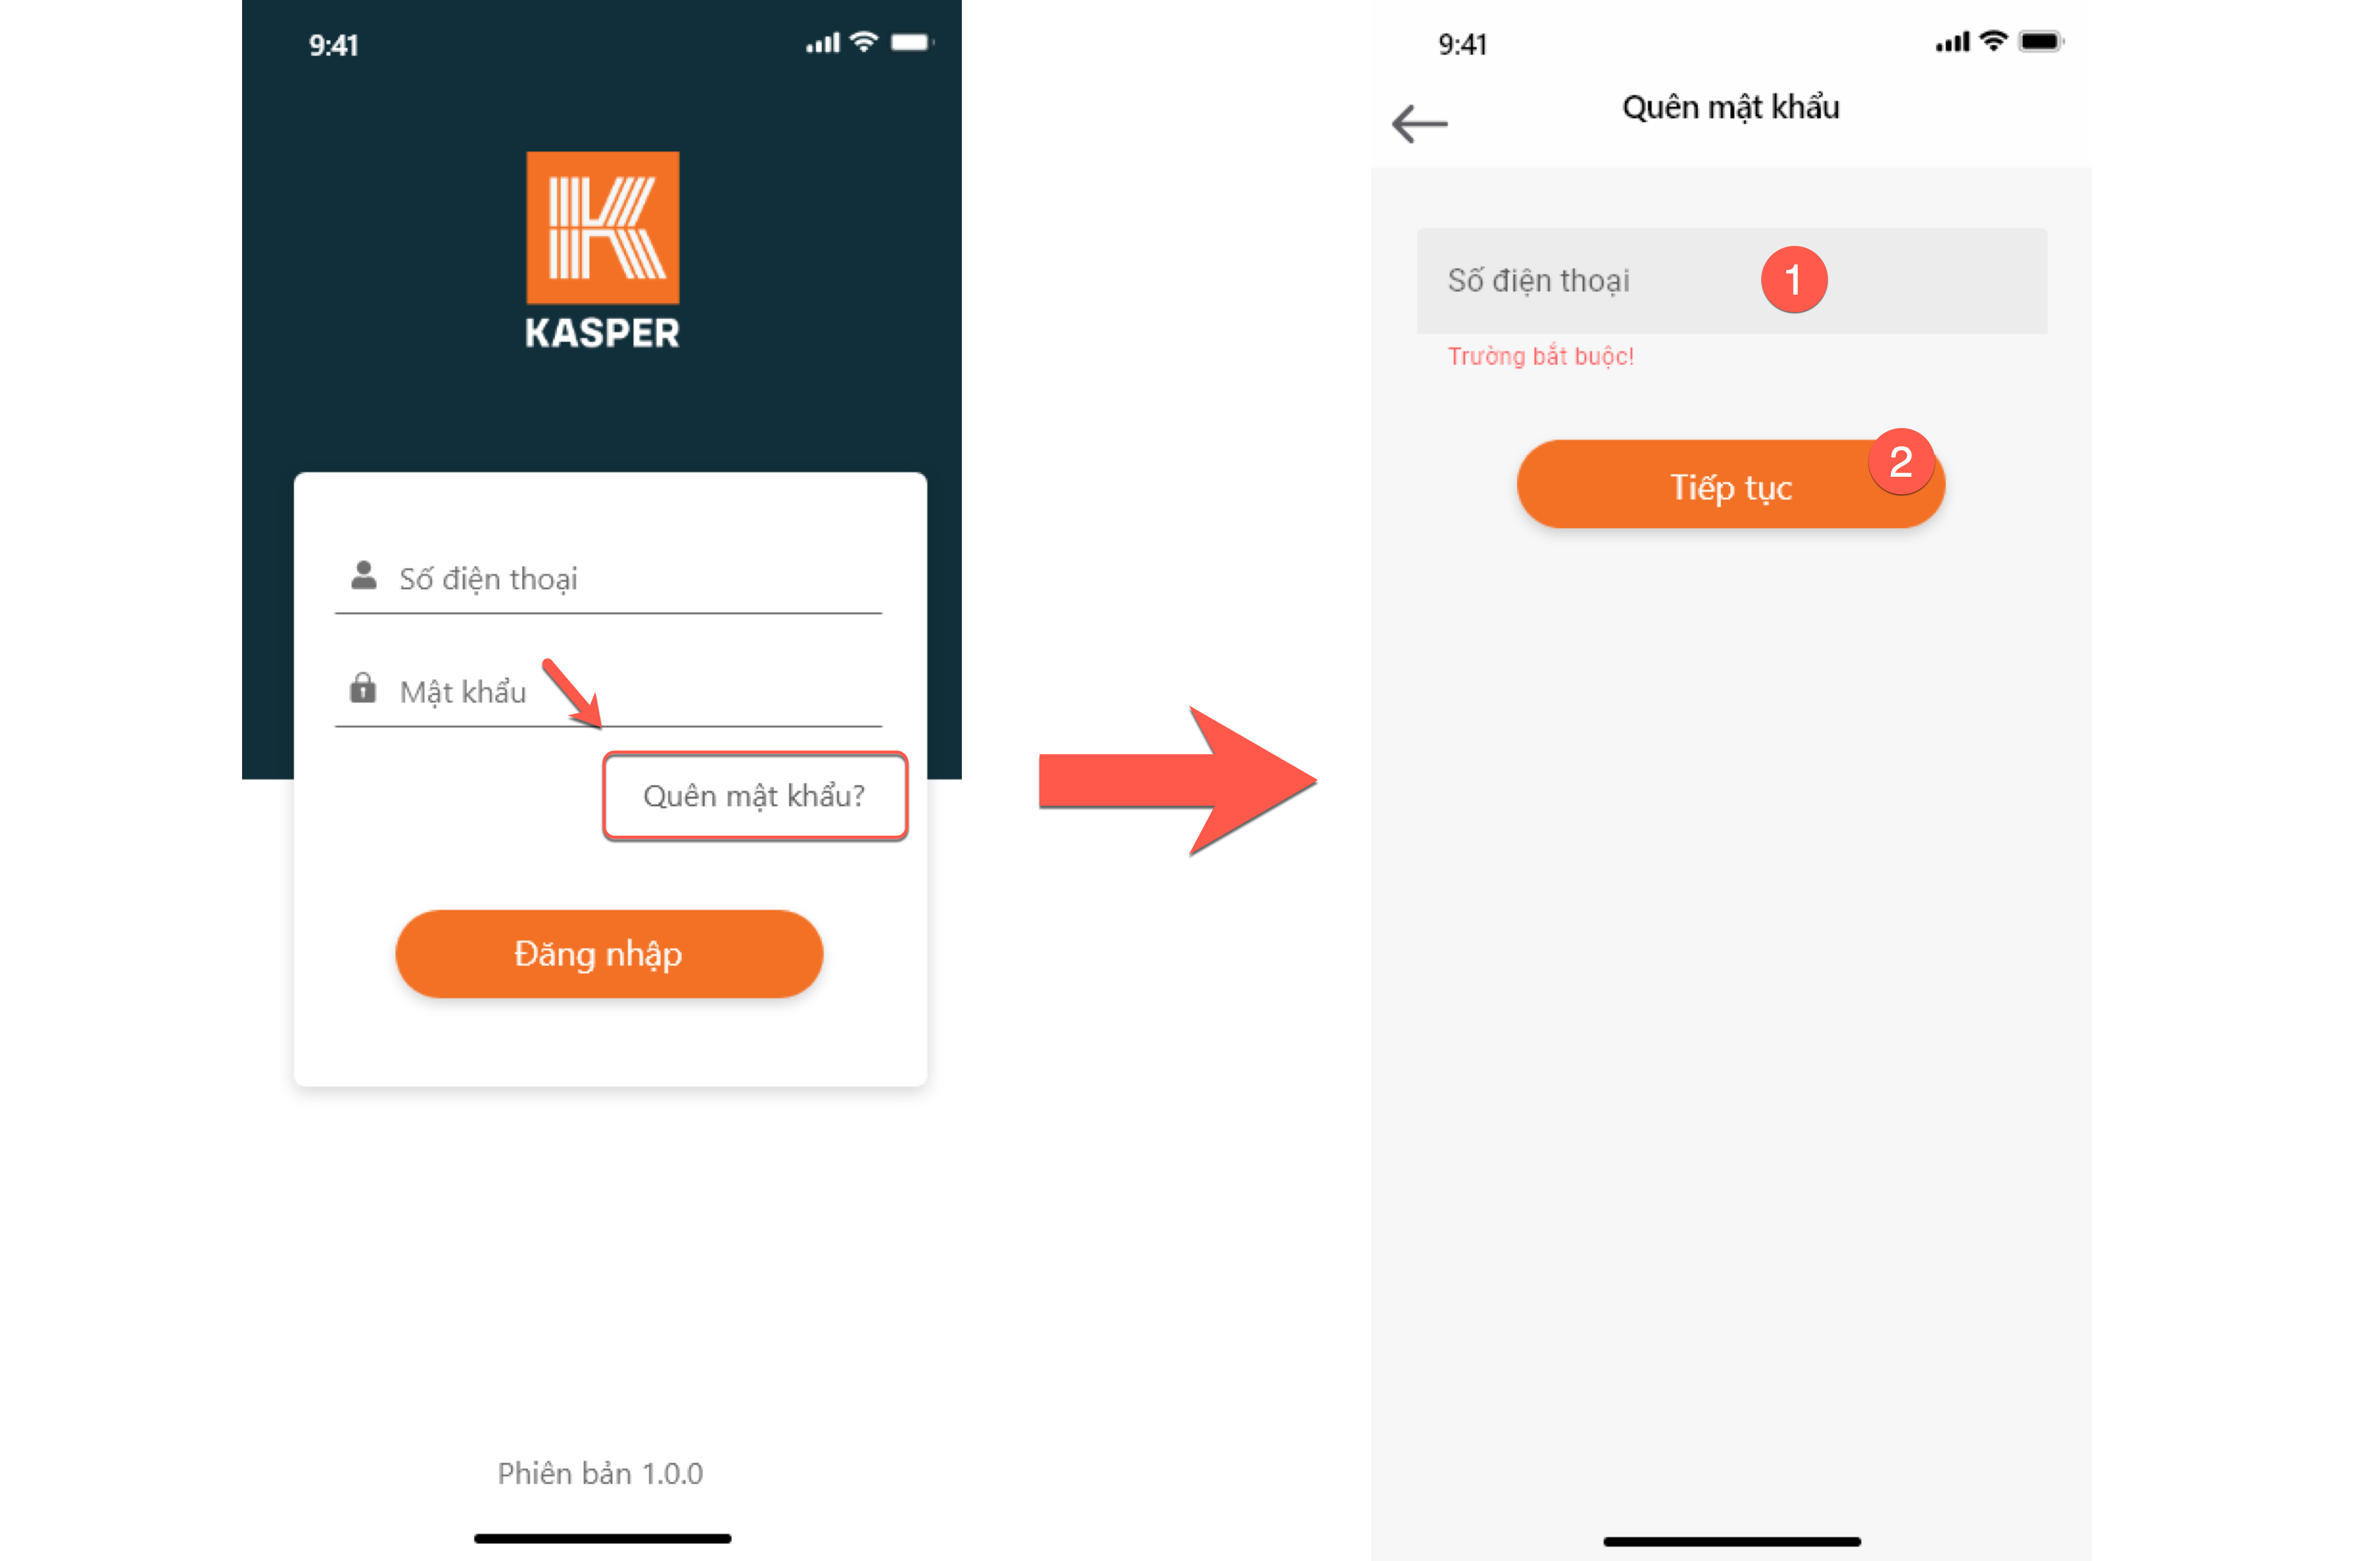 9:41
KASPER
Số điện thoại
Mật khẩu
Quên mật khẩu?
Đăng nhập
Phiên bản 1.0.0
9:41
Quên mật khẩu
Số điện thoại
1
Trường bắt buộc!
Tiếp tục
2